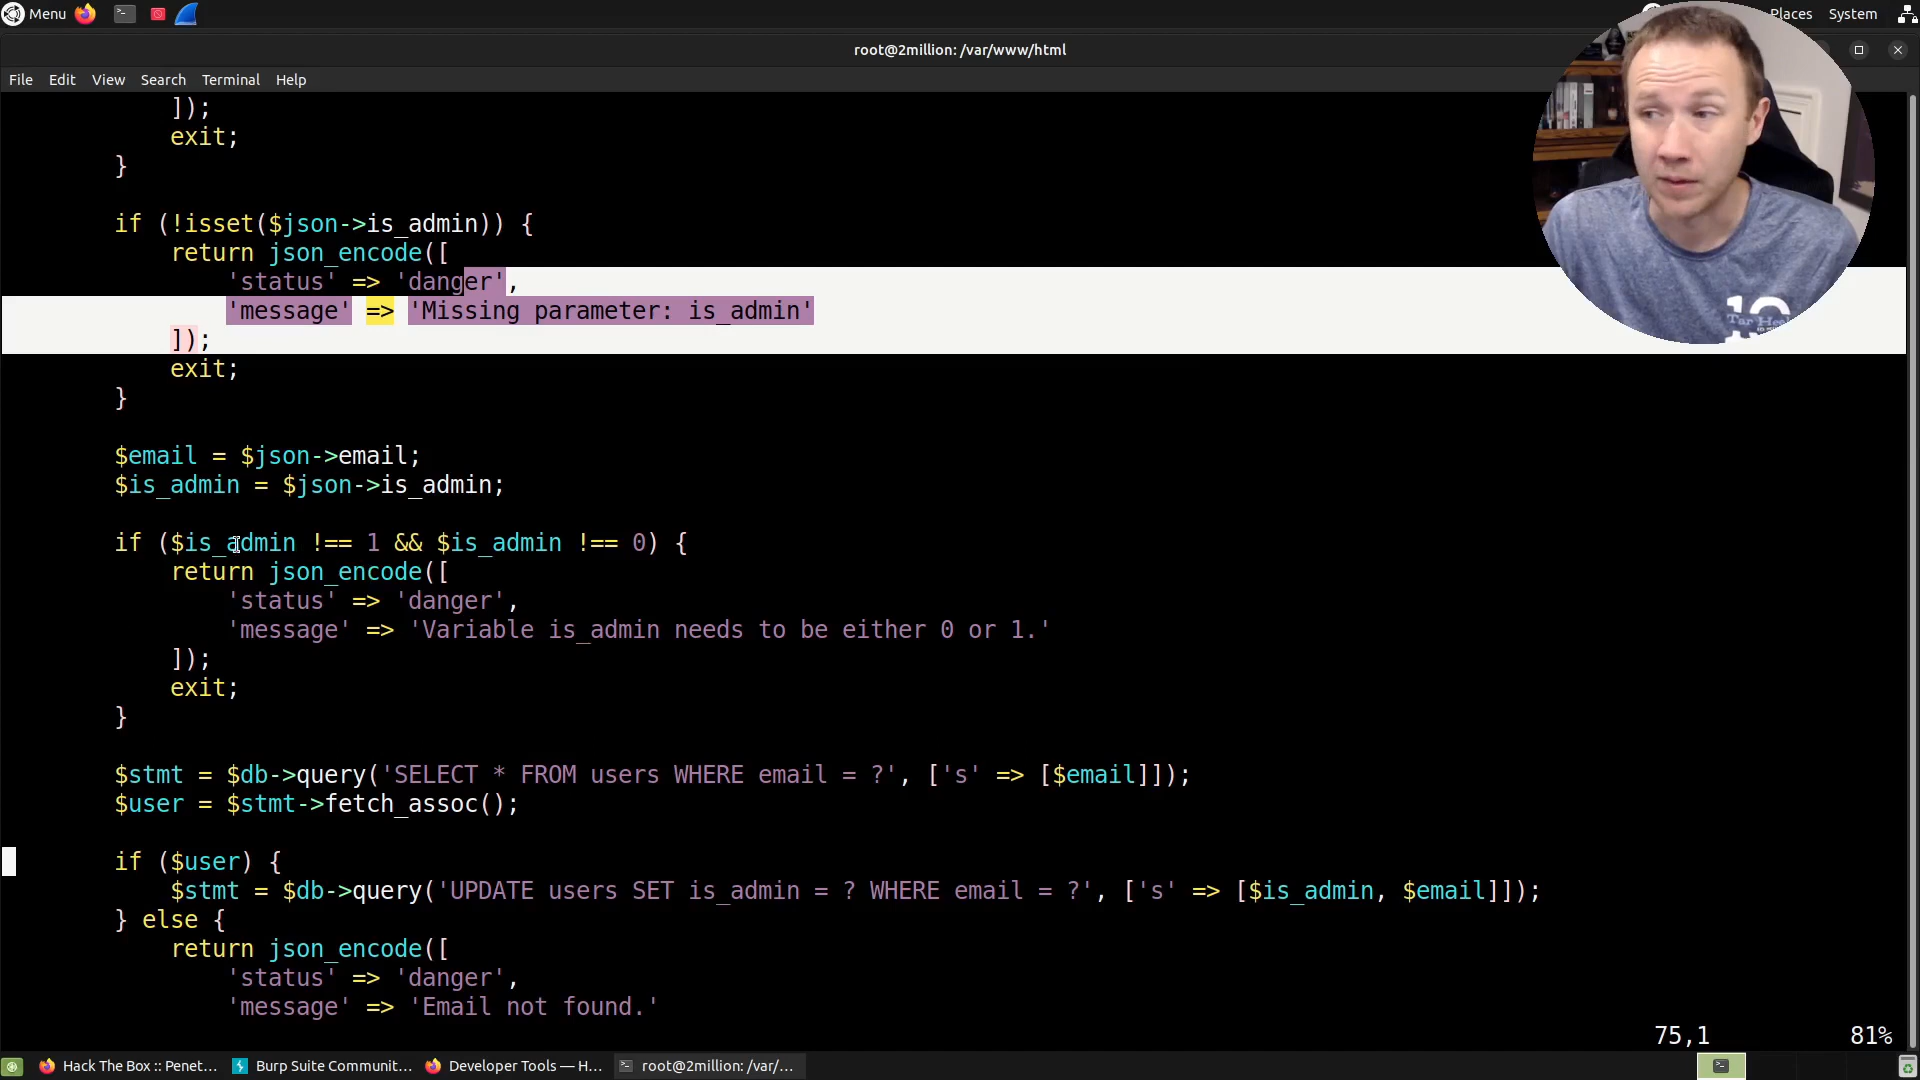 Menu
Places System
root@2million: /var/www/html
File Edit View Search Terminal Help
]);
exit;
}
if (!isset($json->is_admin)) {
return json_encode([
'status' => 'danger',
'message' => 'Missing parameter: is_admin'
]);
exit;
}
$email = $json->email;
$is_admin = $json->is_admin;
if ($is_admin !== 1 && $is_admin !== 0) {
return json_encode([
'status' => 'danger',
'message' => 'Variable is_admin needs to be either 0 or 1.'
]);
exit;
}
$stmt = $db->query('SELECT * FROM users WHERE email = ?', ['s' => [$email]]);
$user = $stmt->fetch_assoc();
if ($user) {
$stmt = $db->query('UPDATE users SET is_admin = ? WHERE email = ?', ['s' => [$is_admin, $email]]);
} else {
return json_encode([
'status' => 'danger',
'message' => 'Email not found.'
75,1 81%
Hack The Box :: Penet... Burp Suite Communit... Developer Tools — H... root@2million: /var/...
Tar Hee